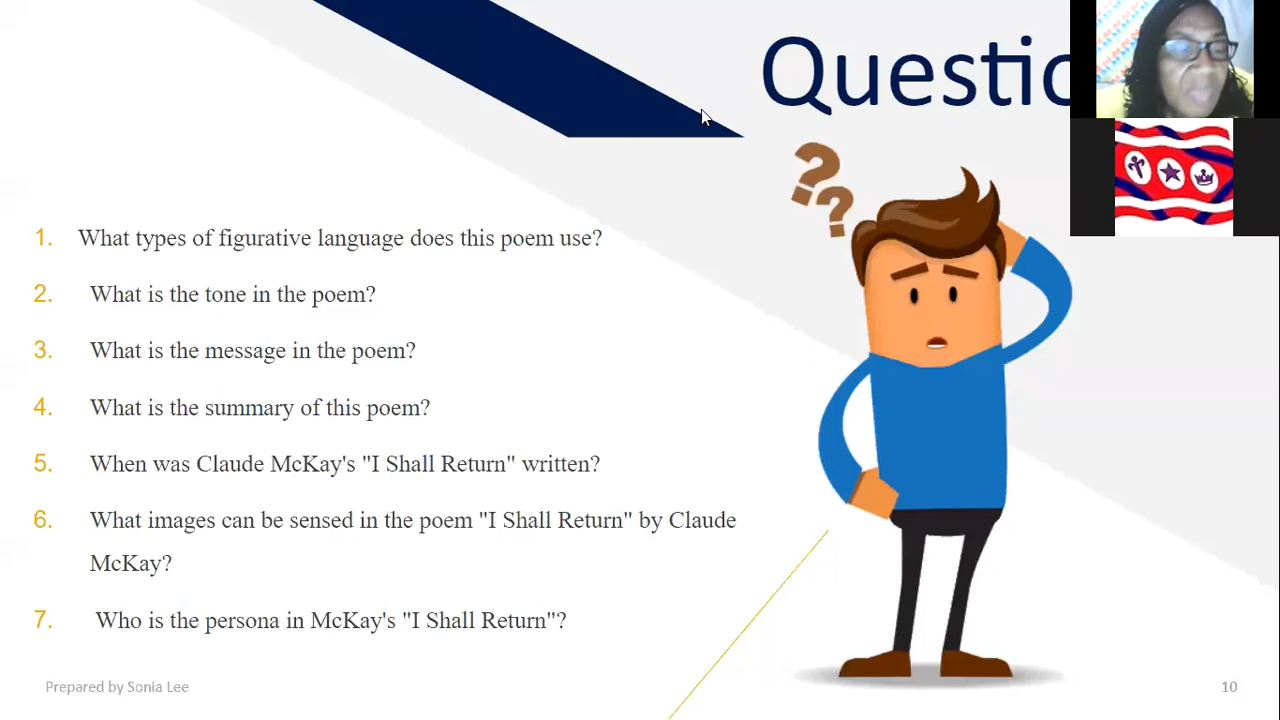 Questio
??
1. What types of figurative language does this poem use?
2. What is the tone in the poem?
3. What is the message in the poem?
4. What is the summary of this poem?
5. When was Claude McKay's "I Shall Return" written?
6. What images can be sensed in the poem "I Shall Return" by Claude
McKay?
7. Who is the persona in McKay's "I Shall Return"?
Prepared by Sonia Lee
10